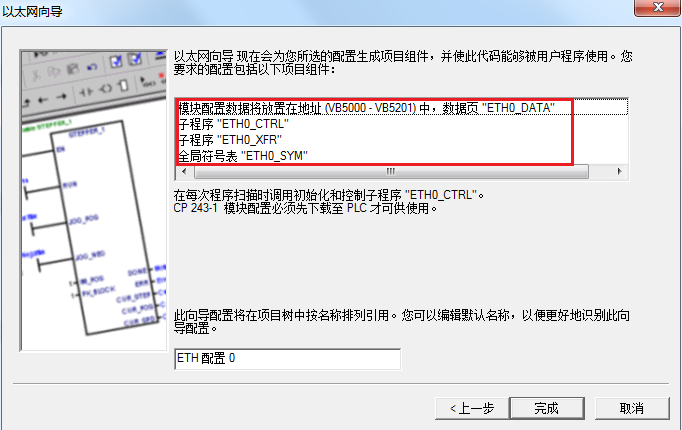 以太网向导
以太网向导 现在会为您所选的配置生成项目组件，并使此代码能够被用户程序使用。您
要求的配置包括以下项目组件：
模块配置数据将放置在地址 (VB5000 - VB5201) 中，数据页 "ETH0_DATA"
子程序 "ETH0_CTRL"
子程序 "ETH0_XFR"
全局符号表 "ETH0_SYM"
在每次程序扫描时调用初始化和控制子程序 "ETH0_CTRL"。
CP 243-1 模块配置必须先下载至 PLC 才可供使用。
此向导配置将在项目树中按名称排列引用。您可以编辑默认名称，以便更好地识别此向
导配置。
ETH 配置 0
< 上一步
完成
取消
STEPPER_1
EN
RUN
JOG_POS
JOG_NEG
DONE
ERR
CUR_STEP
CUR_POS